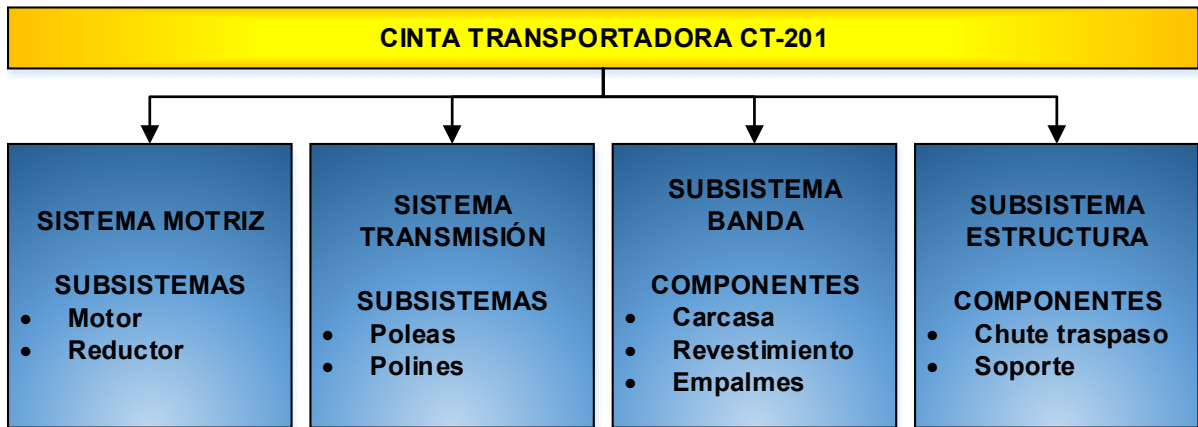 CINTA TRANSPORTADORA CT-201
SISTEMA MOTRIZ
SUBSISTEMAS
• Motor
• Reductor
SISTEMA
TRANSMISIÓN
SUBSISTEMAS
• Poleas
• Polines
SUBSISTEMA
BANDA
COMPONENTES
• Carcasa
• Revestimiento
• Empalmes
SUBSISTEMA
ESTRUCTURA
COMPONENTES
• Chute traspaso
• Soporte